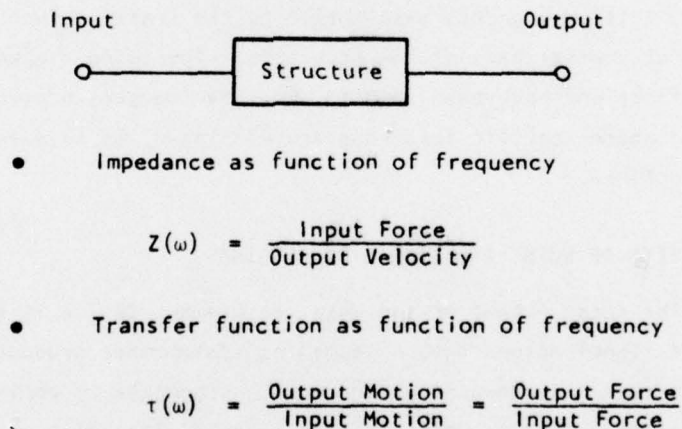 Input Output
Structure
• Impedance as function of frequency
Z(ω) = Input Force / Output Velocity
• Transfer function as function of frequency
τ(ω) = Output Motion / Input Motion = Output Force / Input Force